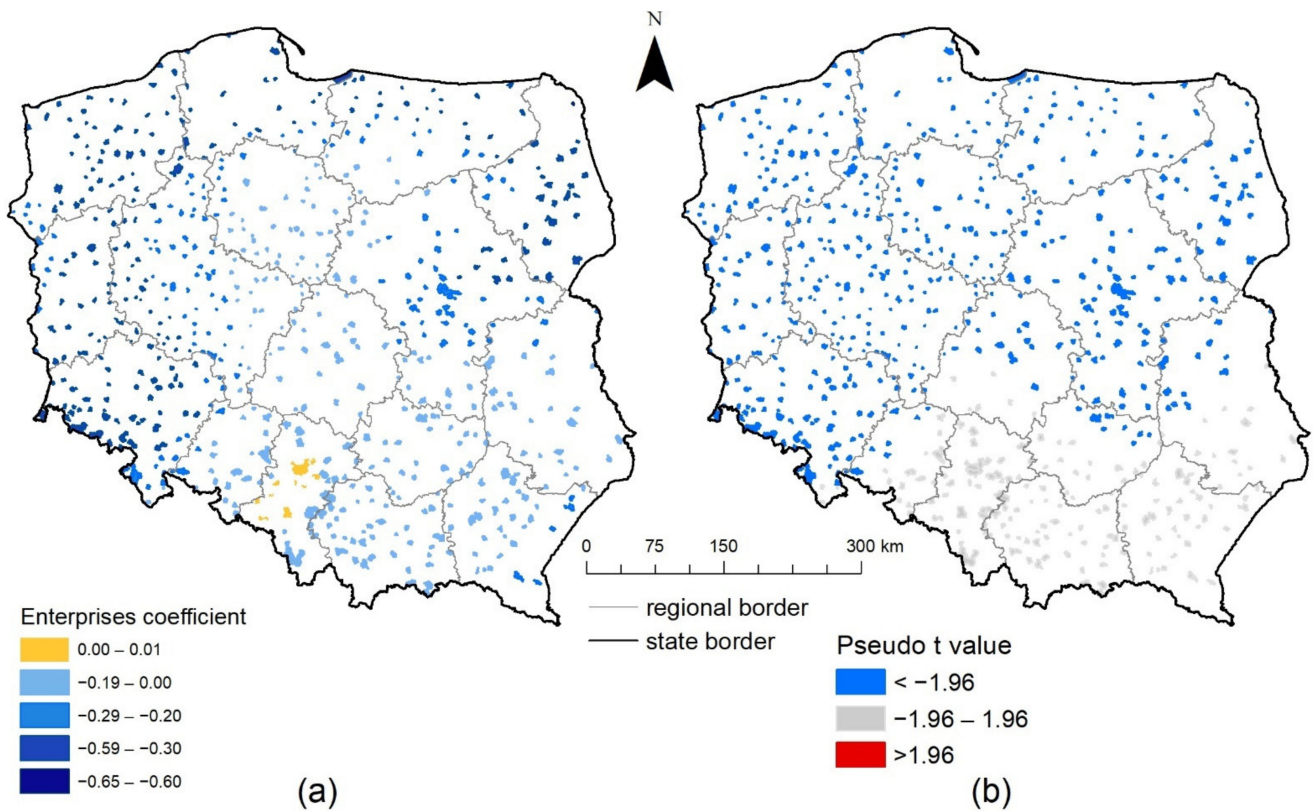 N
0 75 150 300 km
regional border
state border
Enterprises coefficient
0.00 – 0.01
−0.19 – 0.00
−0.29 – −0.20
−0.59 – −0.30
−0.65 – −0.60
(a)
Pseudo t value
< −1.96
−1.96 – 1.96
>1.96
(b)